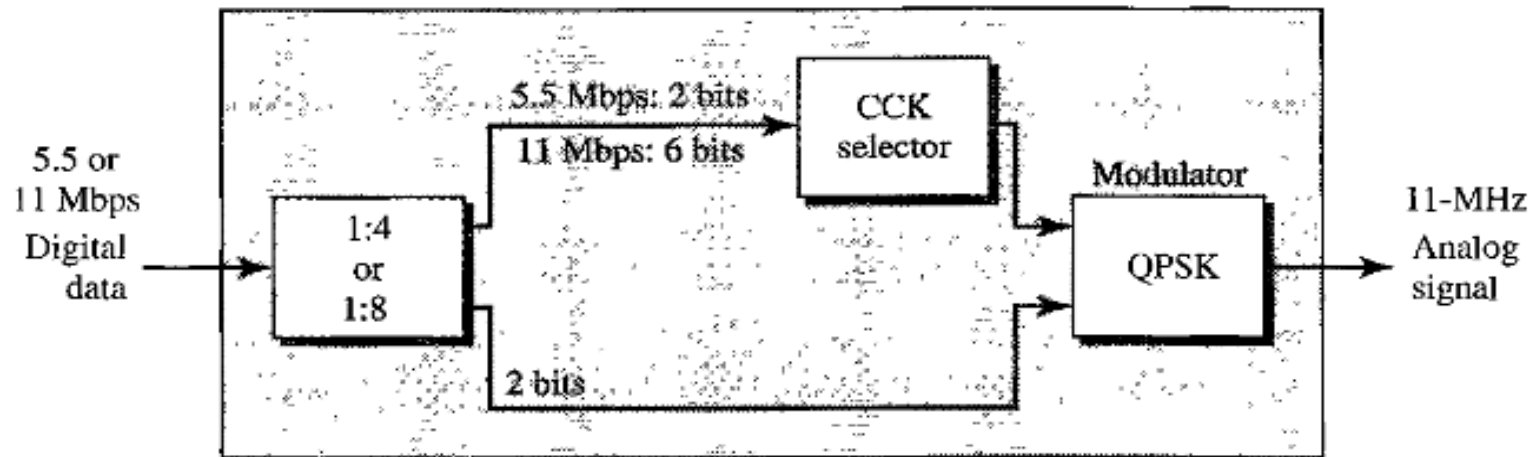 5.5 or
11 Mbps
Digital
data
1:4
or
1:8
5.5 Mbps: 2 bits
11 Mbps: 6 bits
2 bits
CCK
selector
Modulator
QPSK
11-MHz
Analog
signal